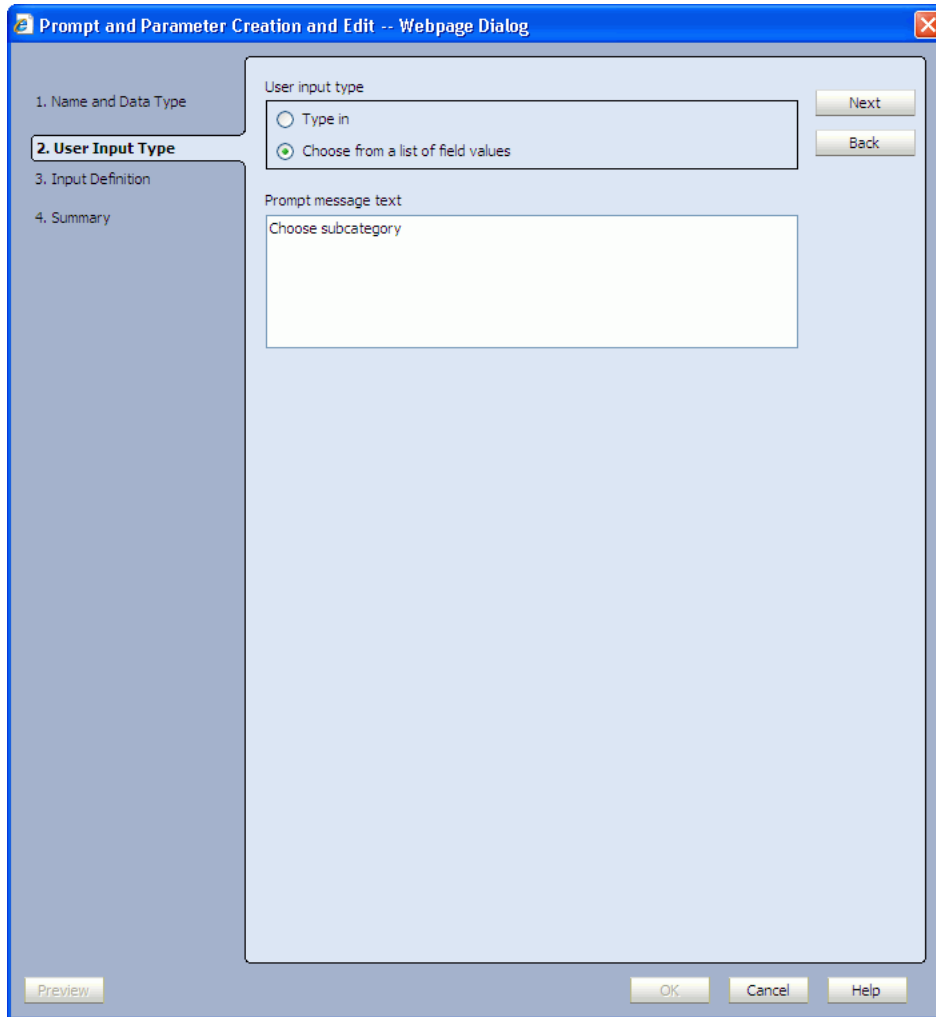 Prompt and Parameter Creation and Edit -- Webpage Dialog
1. Name and Data Type
2. User Input Type
3. Input Definition
4. Summary
User input type
Type in
Choose from a list of field values
Prompt message text
Choose subcategory
Next
Back
Preview
OK
Cancel
Help